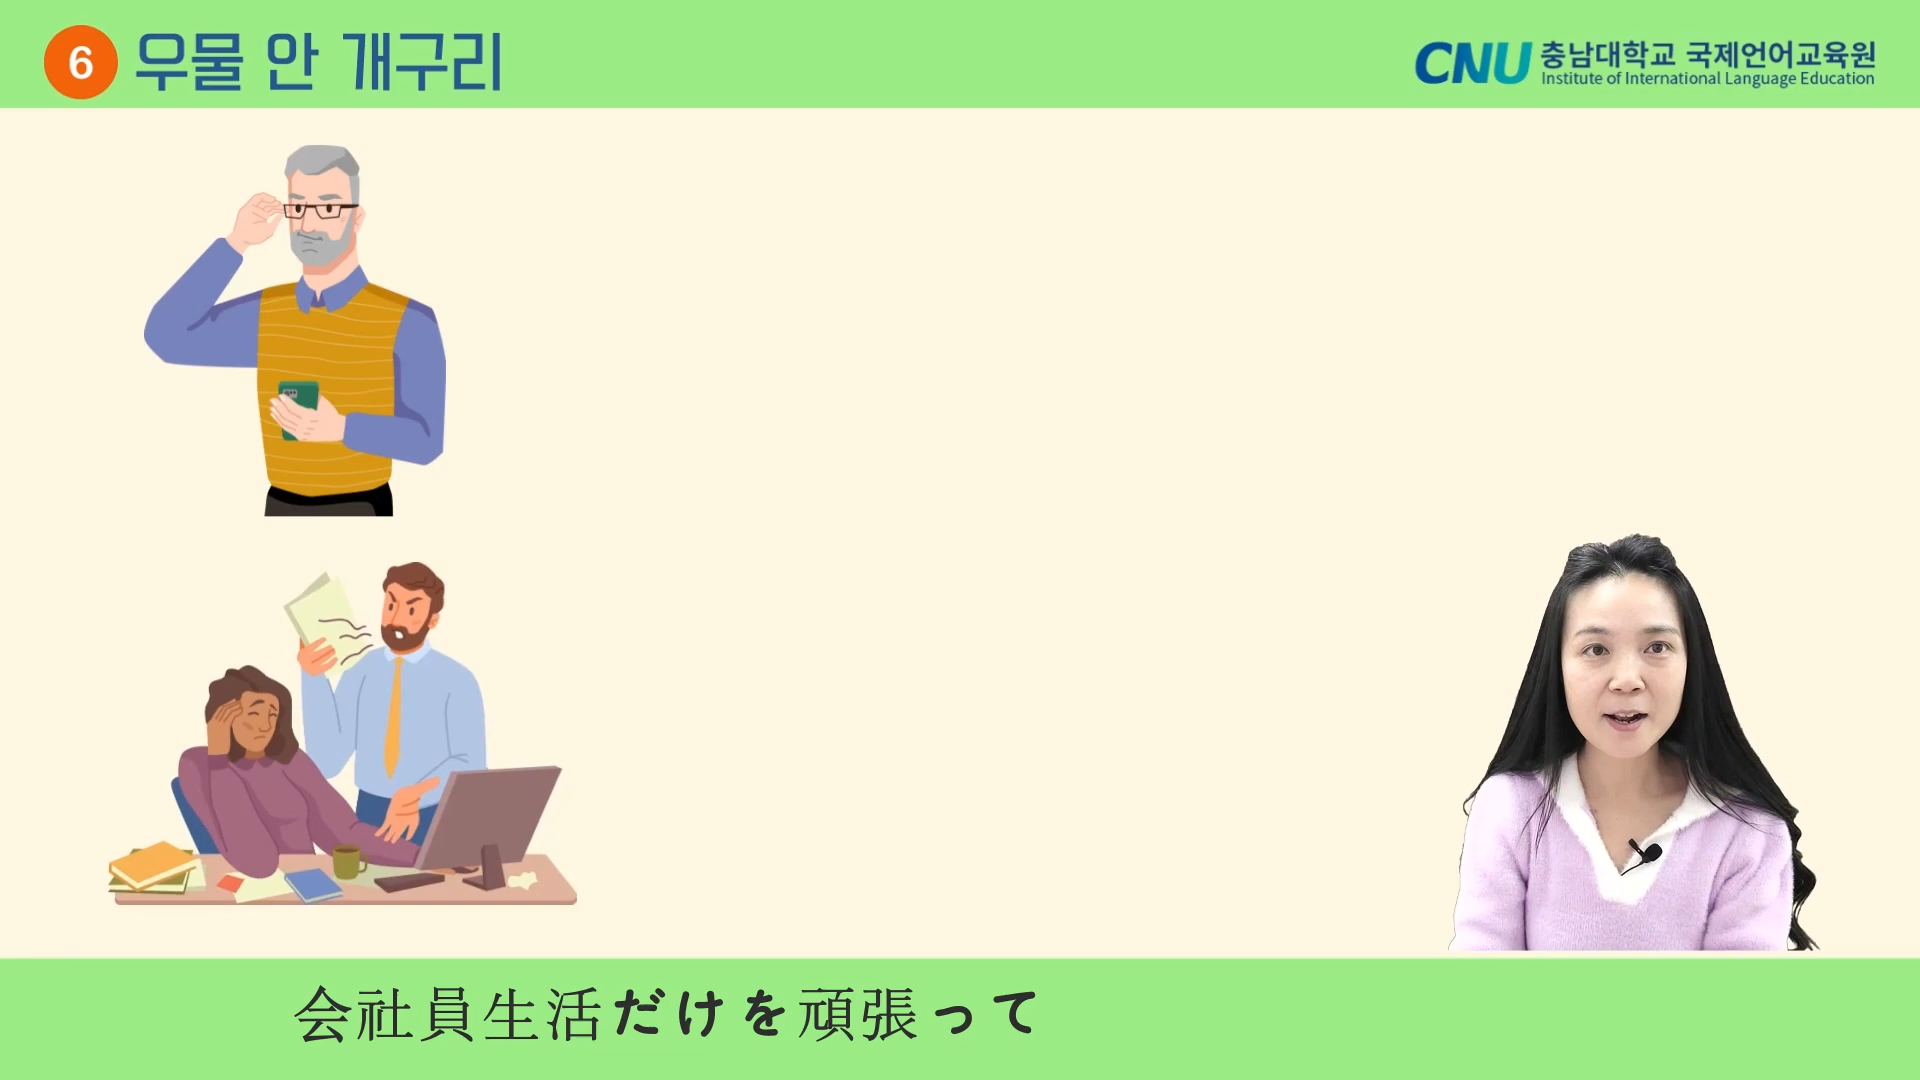 6 우물 안 개구리
CNU 충남대학교 국제언어교육원
Institute of International Language Education
会社員生活だけを頑張って